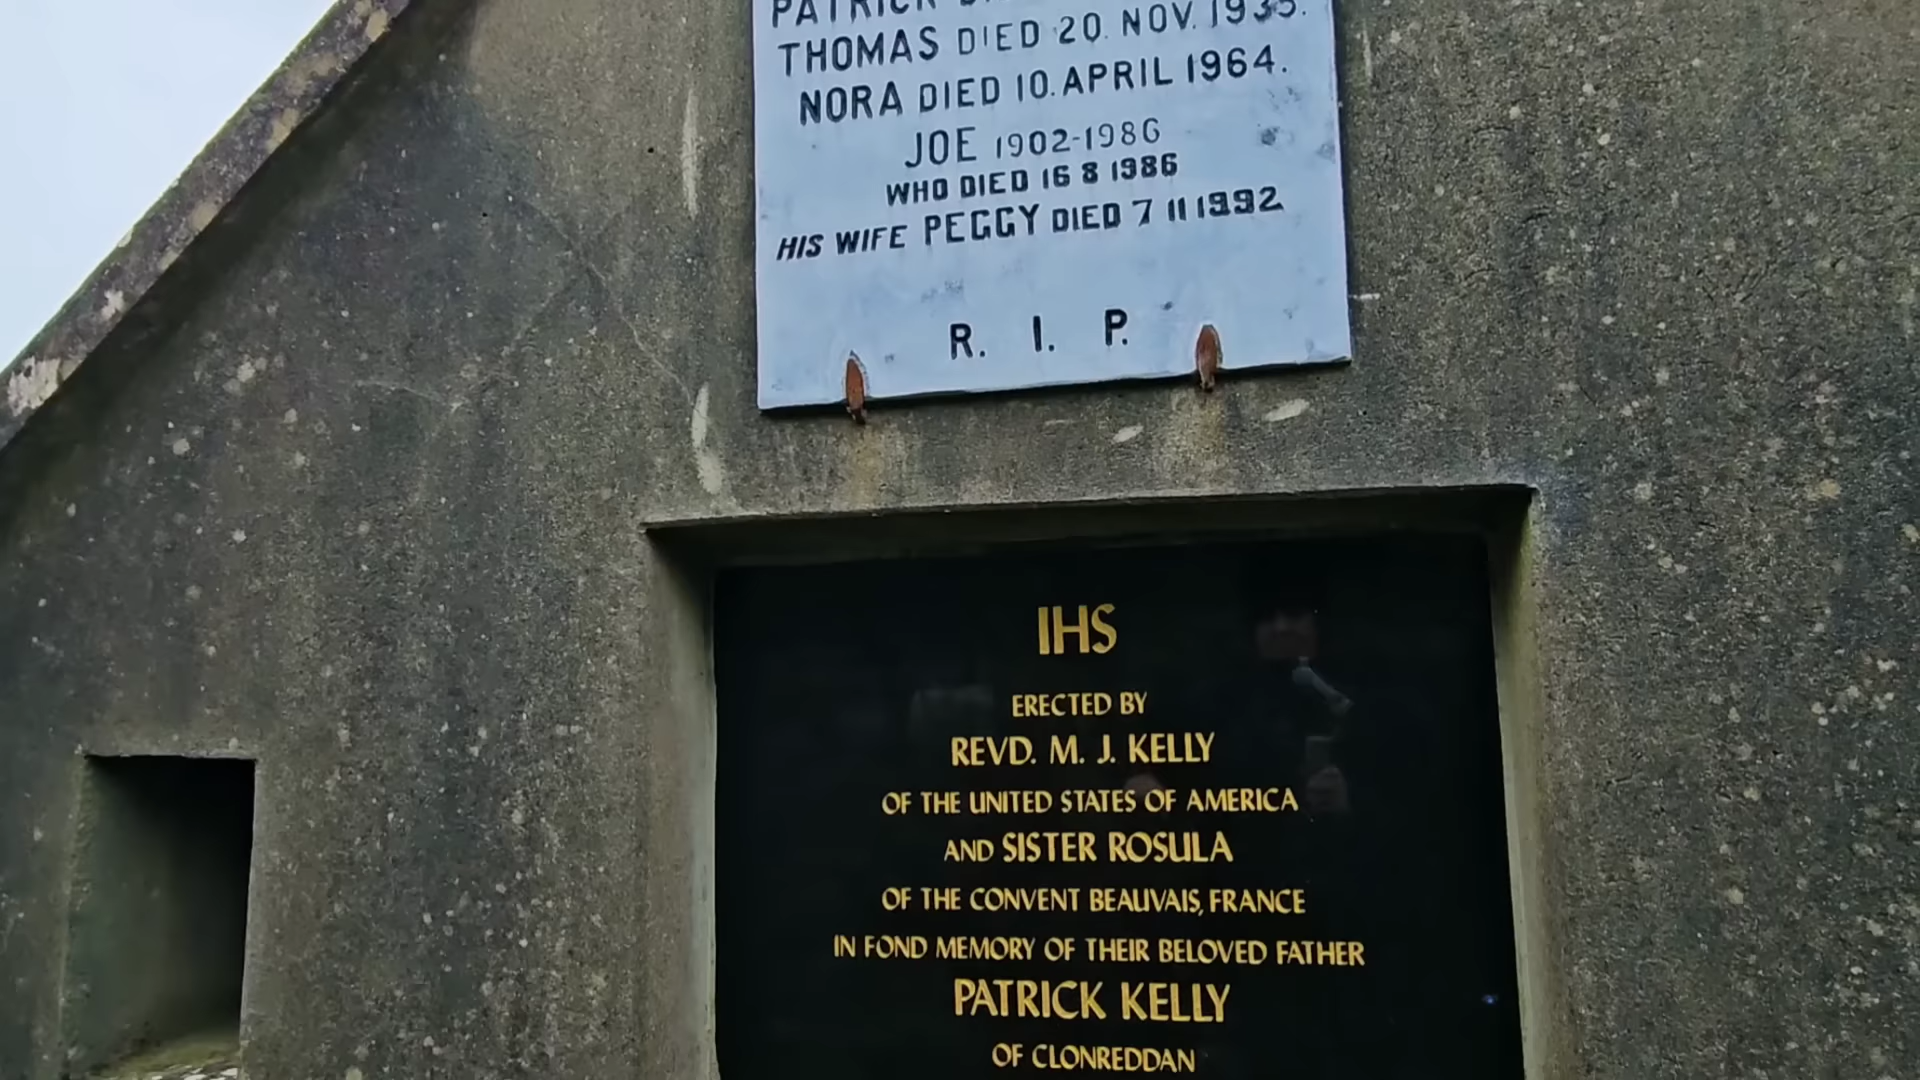 PATRICK
THOMAS DIED 20. NOV. 1935.
NORA DIED 10. APRIL 1964.
JOE 1902-1986
WHO DIED 16 8 1986
HIS WIFE PEGGY DIED 7 11 1992
R. I. P.
IHS
ERECTED BY
REVD. M. J. KELLY
OF THE UNITED STATES OF AMERICA
AND SISTER ROSULA
OF THE CONVENT BEAUVAIS, FRANCE
IN FOND MEMORY OF THEIR BELOVED FATHER
PATRICK KELLY
OF CLONREDDAN